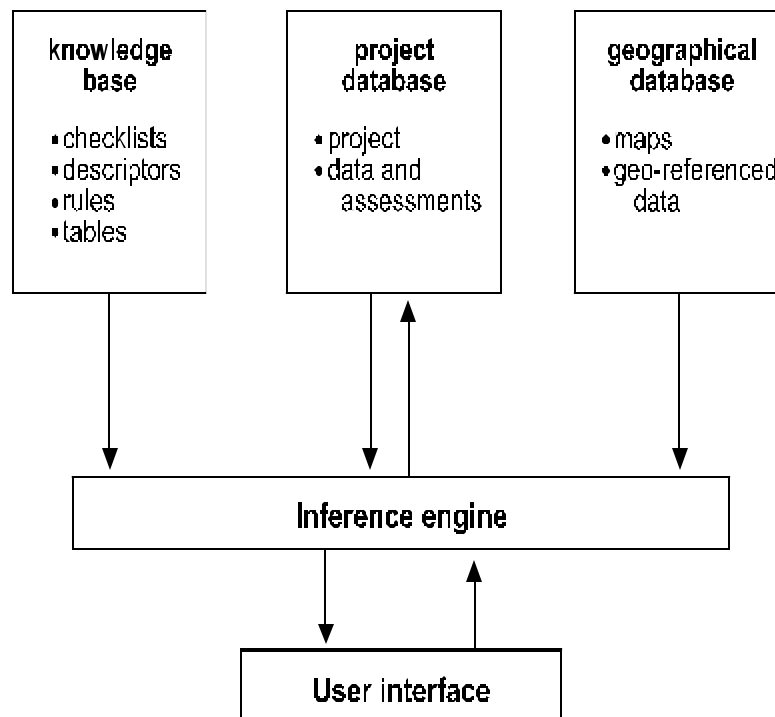 knowledge
base
• checklists
• descriptors
• rules
• tables
project
database
• project
• data and
assessments
geographical
database
• maps
• geo-referenced
data
Inference engine
User interface